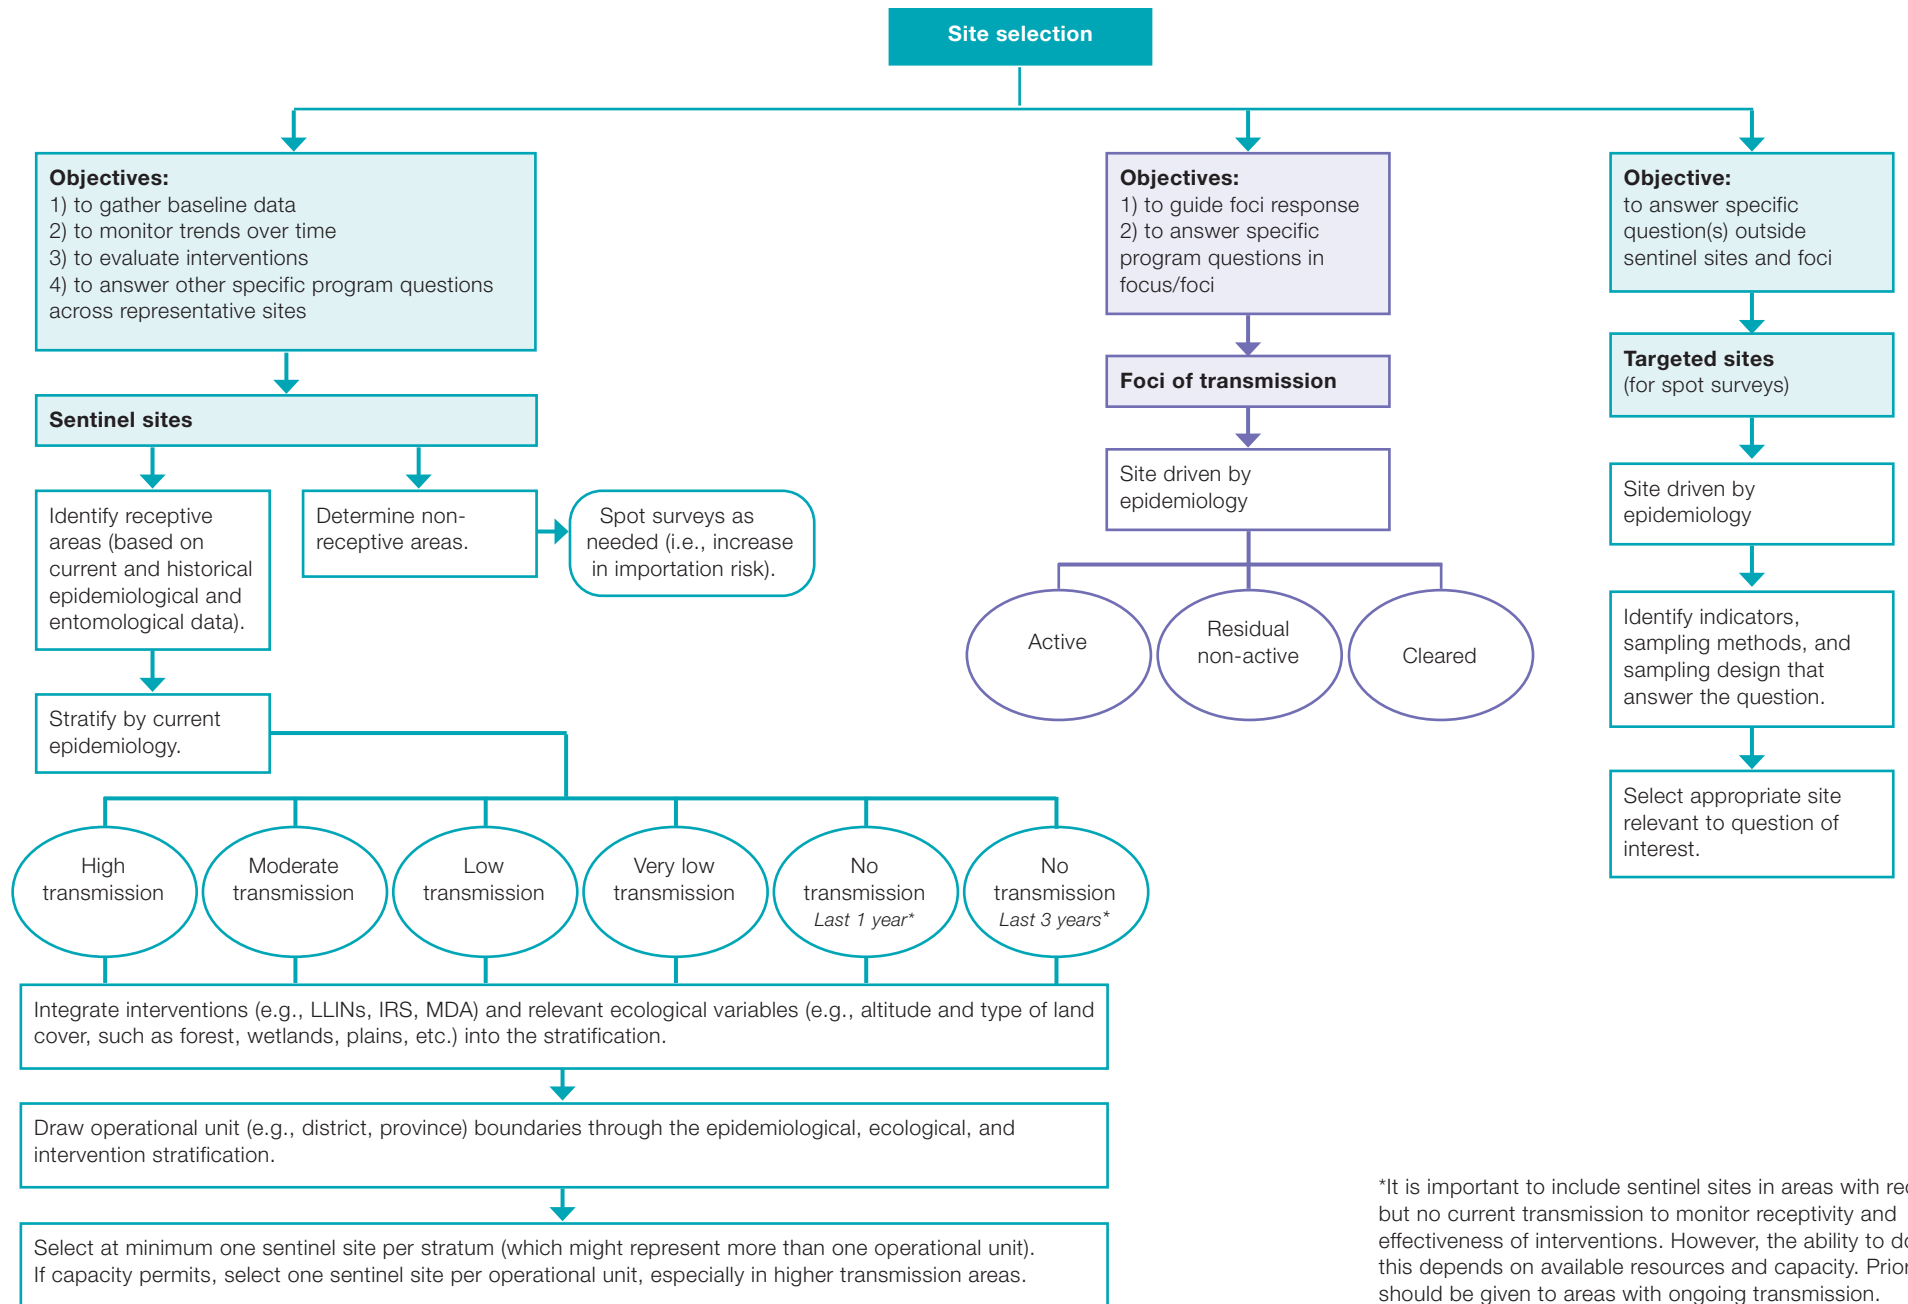 Site selection
Objectives:
1) to gather baseline data
2) to monitor trends over time
3) to evaluate interventions
4) to answer other specific program questions
across representative sites
Sentinel sites
Identify receptive
areas (based on
current and historical
epidemiological and
entomological data).
Determine non-
receptive areas.
Spot surveys as
needed (i.e., increase
in importation risk).
Stratify by current
epidemiology.
High
transmission
Moderate
transmission
Low
transmission
Very low
transmission
No
transmission
Last 1 year*
No
transmission
Last 3 years*
Integrate interventions (e.g., LLINs, IRS, MDA) and relevant ecological variables (e.g., altitude and type of land
cover, such as forest, wetlands, plains, etc.) into the stratification.
Draw operational unit (e.g., district, province) boundaries through the epidemiological, ecological, and
intervention stratification.
Select at minimum one sentinel site per stratum (which might represent more than one operational unit).
If capacity permits, select one sentinel site per operational unit, especially in higher transmission areas.
Objectives:
1) to guide foci response
2) to answer specific
program questions in
focus/foci
Foci of transmission
Site driven by
epidemiology
Active
Residual
non-active
Cleared
Objective:
to answer specific
question(s) outside
sentinel sites and foci
Targeted sites
(for spot surveys)
Site driven by
epidemiology
Identify indicators,
sampling methods, and
sampling design that
answer the question.
Select appropriate site
relevant to question of
interest.
*It is important to include sentinel sites in areas with
but no current transmission to monitor receptivity and
effectiveness of interventions. However, the ability to
this depends on available resources and capacity.
should be given to areas with ongoing transmission.